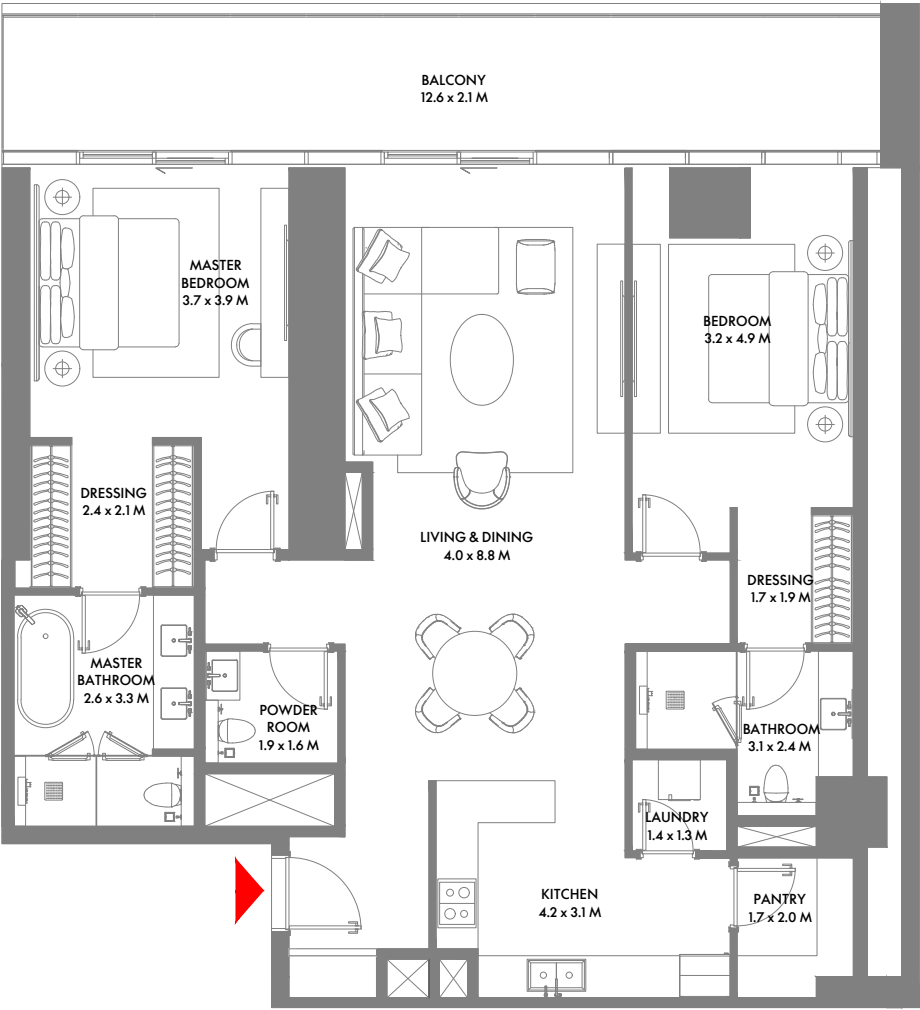 BALCONY
12.6 x 2.1 M
MASTER
BEDROOM
3.7 x 3.9 M
BEDROOM
3.2 x 4.9 M
DRESSING
2.4 x 2.1 M
LIVING & DINING
4.0 x 8.8 M
DRESSING
1.7 x 1.9 M
MASTER
BATHROOM
2.6 x 3.3 M
POWDER
ROOM
1.9 x 1.6 M
BATHROOM
3.1 x 2.4 M
LAUNDRY
1.4 x 1.3 M
KITCHEN
4.2 x 3.1 M
PANTRY
1.7 x 2.0 M